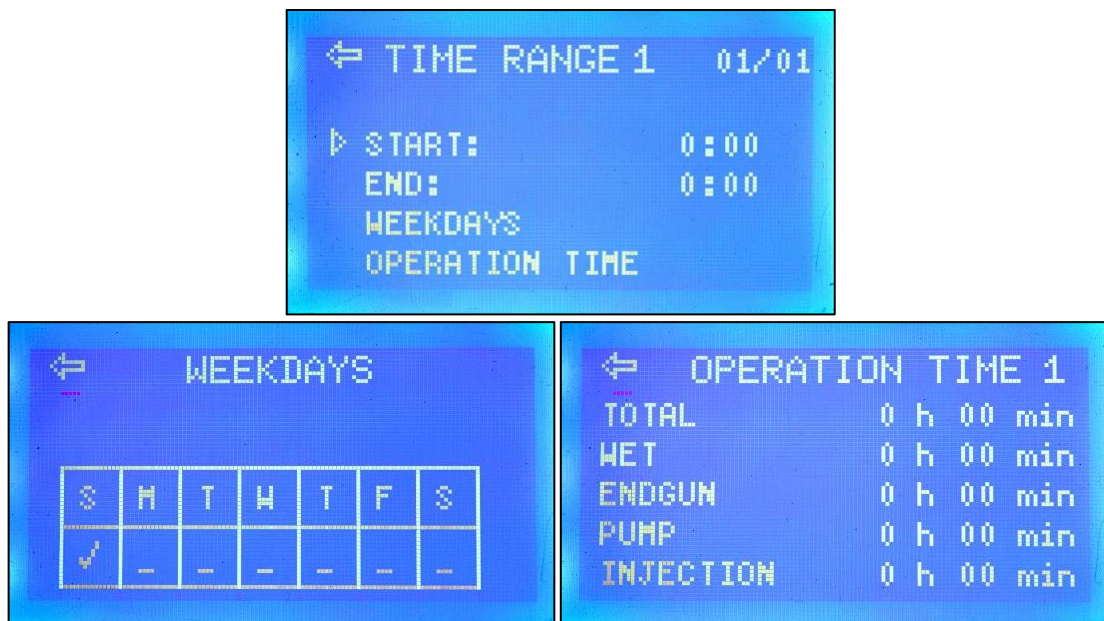 ⇦ TIME RANGE 1 01/01
▷ START: 0:00
END: 0:00
WEEKDAYS
OPERATION TIME
⇦ WEEKDAYS
S M T W T F S
✓ _ _ _ _ _ _
⇦ OPERATION TIME 1
TOTAL 0 h 00 min
WET 0 h 00 min
ENDGUN 0 h 00 min
PUMP 0 h 00 min
INJECTION 0 h 00 min